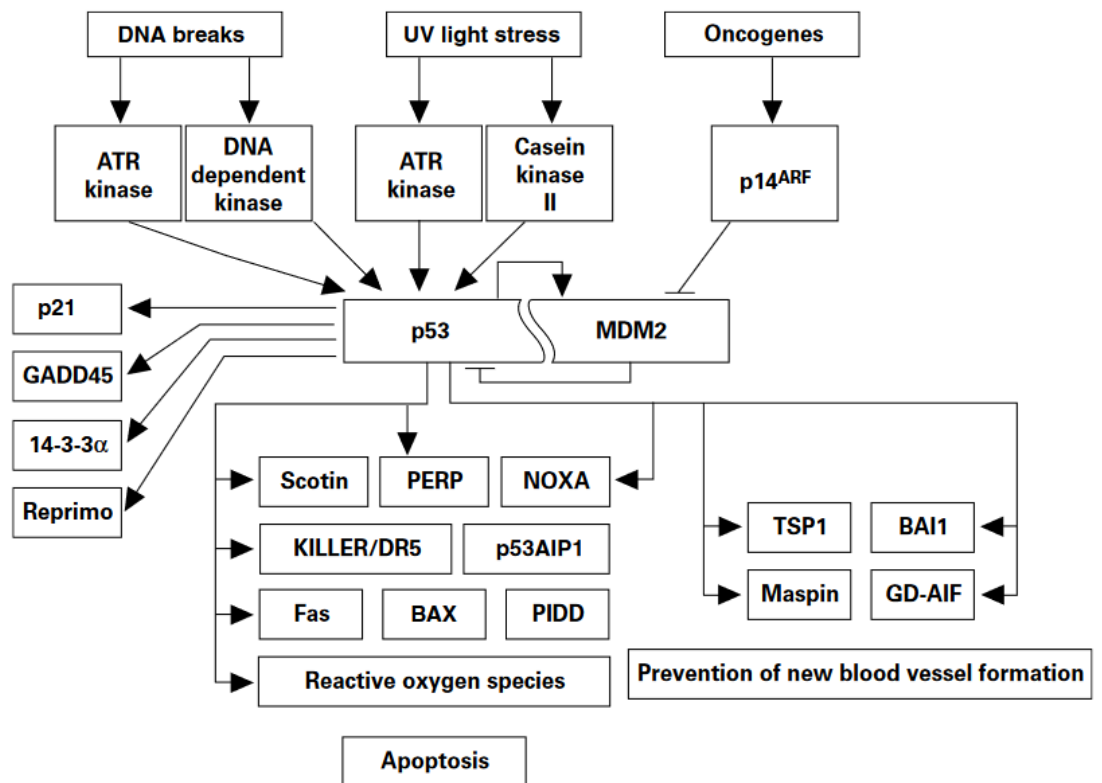 DNA breaks
UV light stress
Oncogenes
ATR
kinase
DNA
dependent
kinase
ATR
kinase
Casein
kinase
II
p14ARF
p21
p53
MDM2
GADD45
14-3-3α
Reprimo
Scotin
PERP
NOXA
KILLER/DR5
p53AIP1
Fas
BAX
PIDD
Reactive oxygen species
TSP1
BAI1
Maspin
GD-AIF
Prevention of new blood vessel formation
Apoptosis